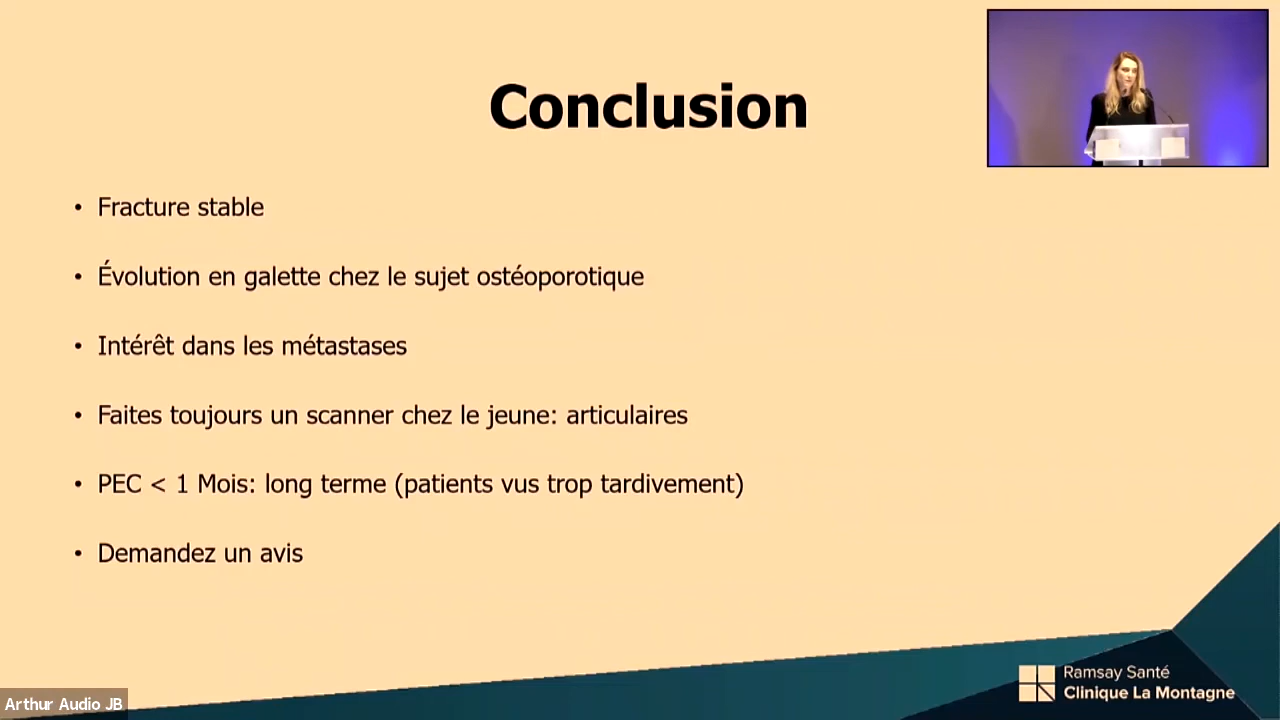 Conclusion
• Fracture stable
• Évolution en galette chez le sujet ostéoporotique
• Intérêt dans les métastases
• Faites toujours un scanner chez le jeune: articulaires
• PEC < 1 Mois: long terme (patients vus trop tardivement)
• Demandez un avis
Ramsay Santé
Clinique La Montagne
Arthur Audio JB